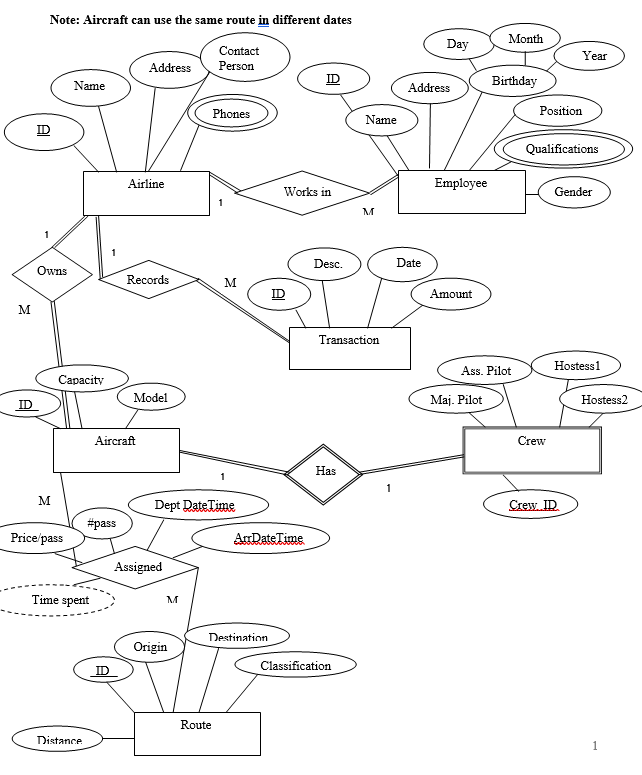 Note: Aircraft can use the same route in different dates
Contact
Person
Address
Name
ID
Phones
ID
Name
Address
Day
Month
Year
Birthday
Position
Qualifications
Gender
Airline
1
Works in
M
Employee
1
Owns
M
1
Records
M
Desc.
Date
ID
Amount
Transaction
Capacity
ID
Model
Aircraft
1
Has
1
Ass. Pilot
Hostess1
Maj. Pilot
Hostess2
Crew
Crew_ID
M
#pass
Price/pass
Dept DateTime
ArrDateTime
Assigned
Time spent
M
Origin
Destination
ID
Classification
Route
Distance
1